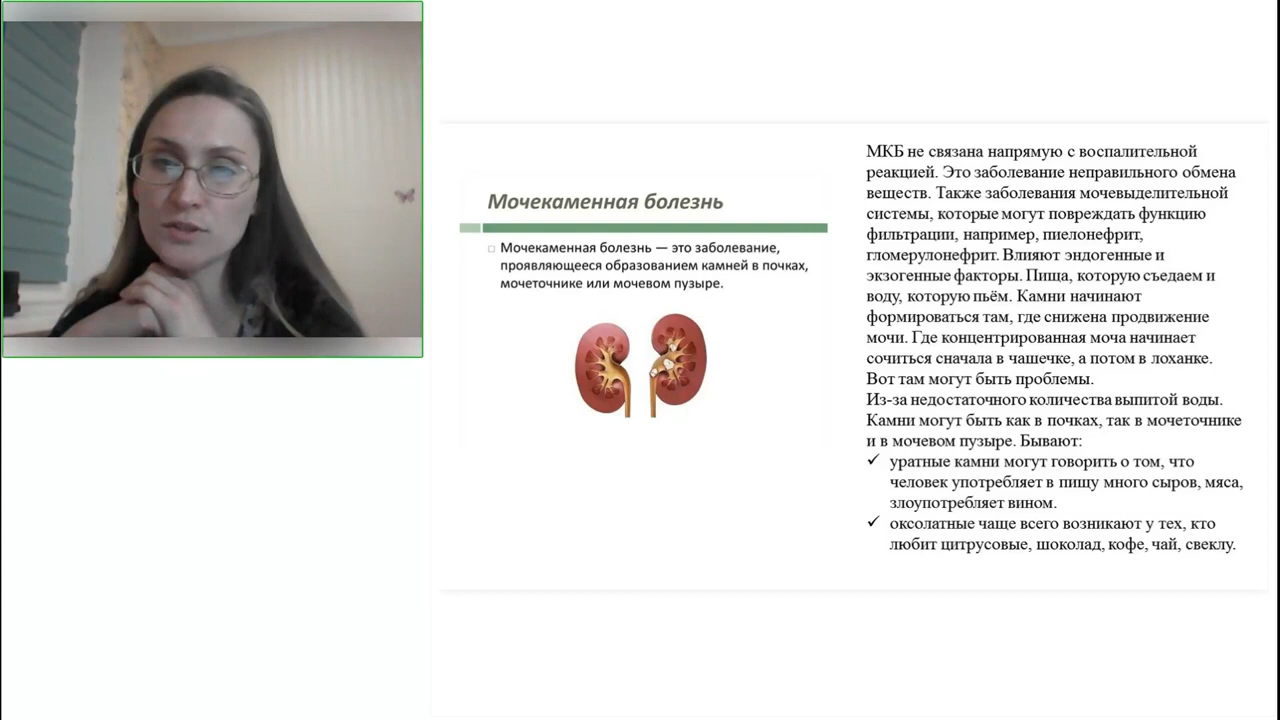 Мочекаменная болезнь
Мочекаменная болезнь — это заболевание,
проявляющееся образованием камней в почках,
мочеточнике или мочевом пузыре.
МКБ не связана напрямую с воспалительной
реакцией. Это заболевание неправильного обмена
веществ. Также заболевания мочевыделительной
системы, которые могут повреждать функцию
фильтрации, например, пиелонефрит,
гломерулонефрит. Влияют эндогенные и
экзогенные факторы. Пища, которую съедаем и
воду, которую пьём. Камни начинают
формироваться там, где снижена продвижение
мочи. Где концентрированная моча начинает
сочиться сначала в чашечке, а потом в лоханке.
Вот там могут быть проблемы.
Из-за недостаточного количества выпитой воды.
Камни могут быть как в почках, так в мочеточнике
и в мочевом пузыре. Бывают:
✓ уратные камни могут говорить о том, что
человек употребляет в пищу много сыров, мяса,
злоупотребляет вином.
✓ оксолатные чаще всего возникают у тех, кто
любит цитрусовые, шоколад, кофе, чай, свеклу.